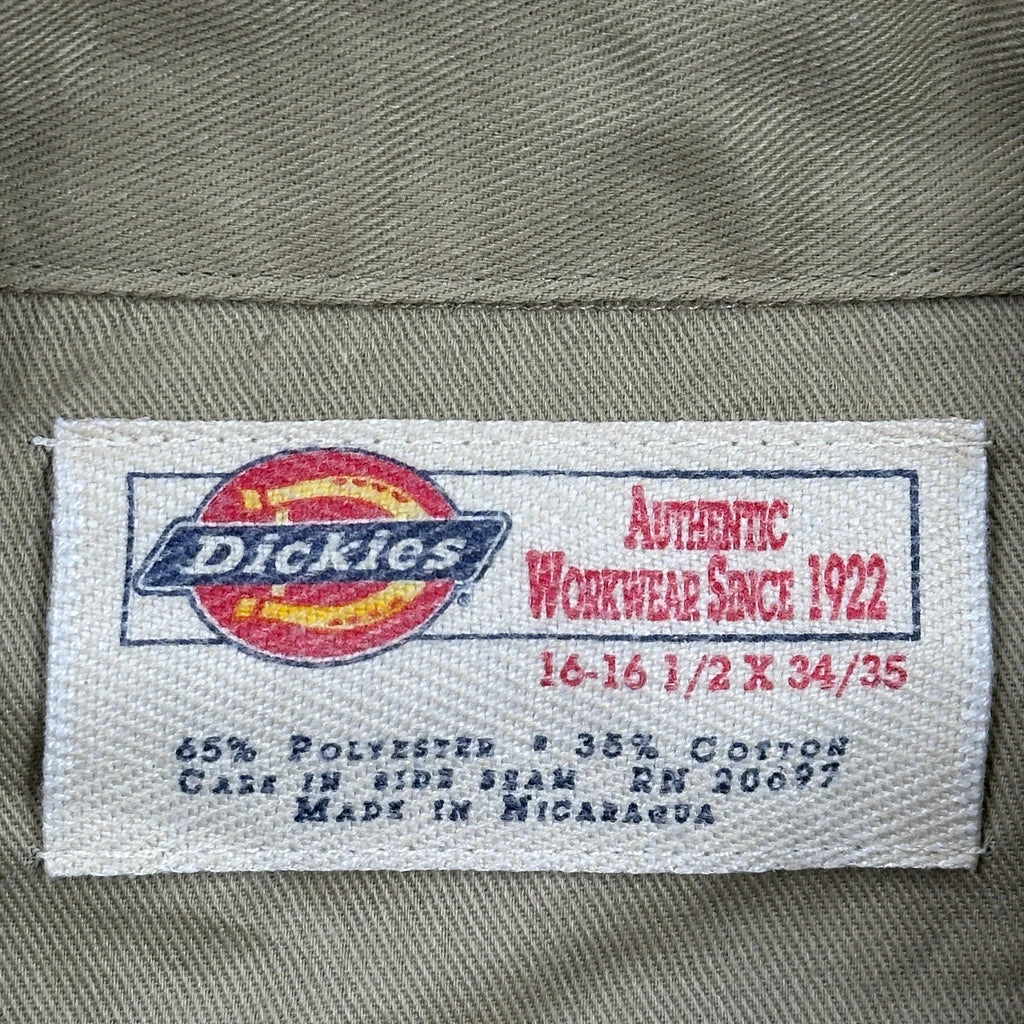 Dickies®
AUTHENTIC
WORKWEAR SINCE 1922
16-16 1/2 X 34/35
65% POLYESTER • 35% COTTON
CARE IN SIDE SEAM RN 20697
MADE IN NICARAGUA